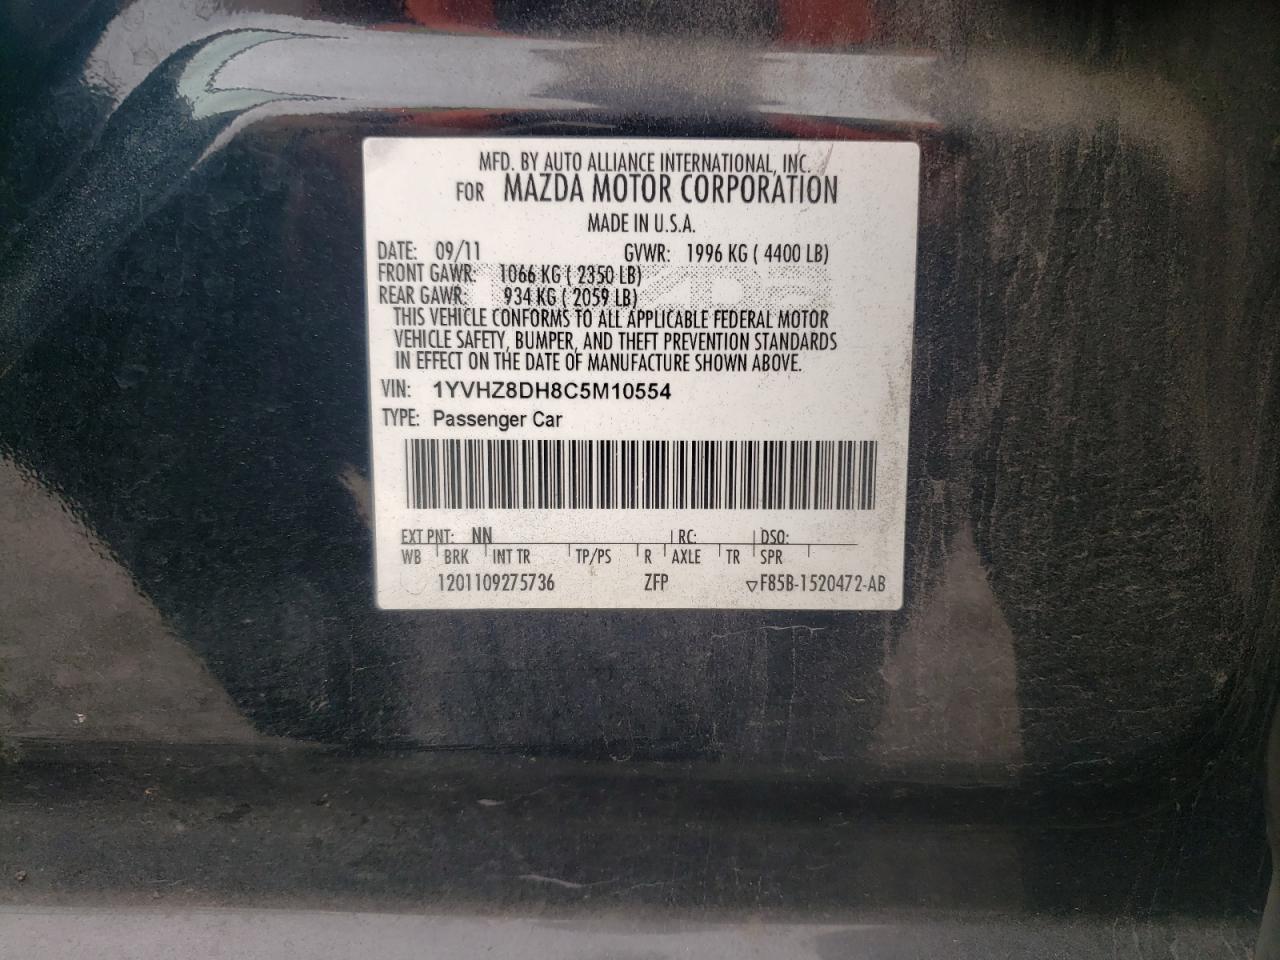 MFD. BY AUTO ALLIANCE INTERNATIONAL, INC.
FOR MAZDA MOTOR CORPORATION
MADE IN U.S.A.
DATE: 09/11 GVWR: 1996 KG ( 4400 LB)
FRONT GAWR: 1066 KG ( 2350 LB)
REAR GAWR: 934 KG ( 2059 LB)
THIS VEHICLE CONFORMS TO ALL APPLICABLE FEDERAL MOTOR
VEHICLE SAFETY, BUMPER, AND THEFT PREVENTION STANDARDS
IN EFFECT ON THE DATE OF MANUFACTURE SHOWN ABOVE.
VIN: 1YVHZ8DH8C5M10554
TYPE: Passenger Car
EXT PNT: NN RC: DSO:
WB BRK INT TR TP/PS R AXLE TR SPR
1201109275736 ZFP ▽F85B-1520472-AB